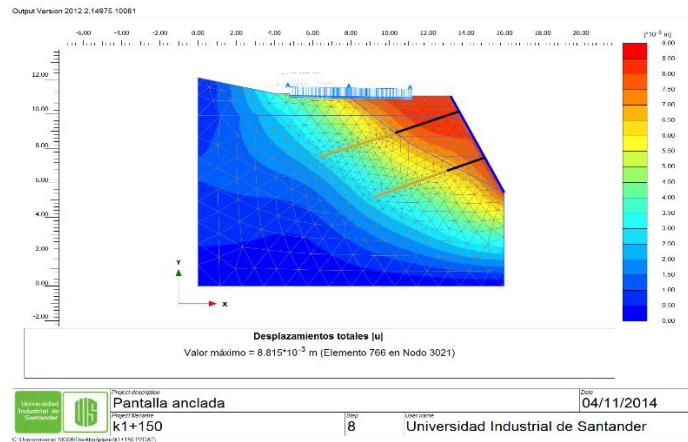 Output Version 2012.2.14975.10081
-6.00 -4.00 -2.00 0.00 2.00 4.00 6.00 8.00 10.00 12.00 14.00 16.00 18.00 20.00
[*10⁻³ m]
12.00
10.00
8.00
6.00
4.00
2.00
0.00
-2.00
Y
X
9.00
8.50
8.00
7.50
7.00
6.50
6.00
5.50
5.00
4.50
4.00
3.50
3.00
2.50
2.00
1.50
1.00
0.50
0.00
Desplazamientos totales |u|
Valor máximo = 8.815*10⁻³ m (Elemento 766 en Nodo 3021)
Universidad
Industrial de
Santander
UIS
Project description
Pantalla anclada
Date
04/11/2014
Project filename
k1+150
Step
8
User name
Universidad Industrial de Santander